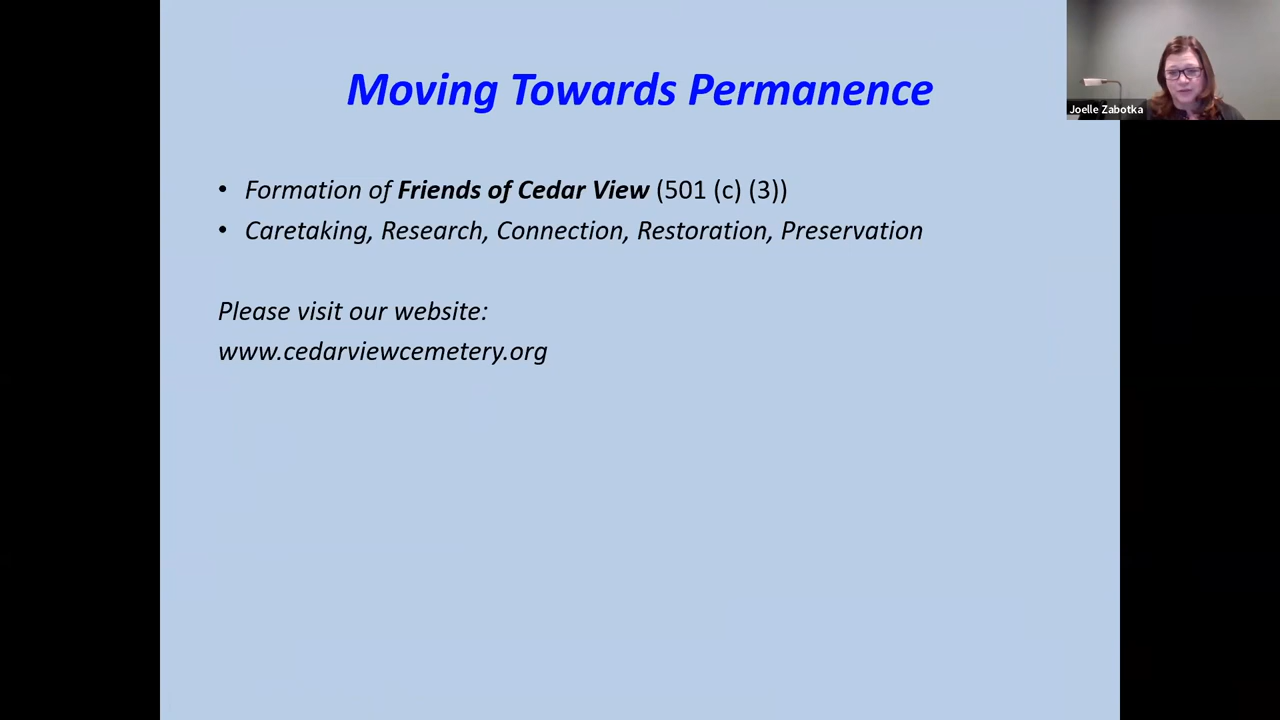 Moving Towards Permanence
Joelle Zabotka
• Formation of Friends of Cedar View (501 (c) (3))
• Caretaking, Research, Connection, Restoration, Preservation
Please visit our website:
www.cedarviewcemetery.org